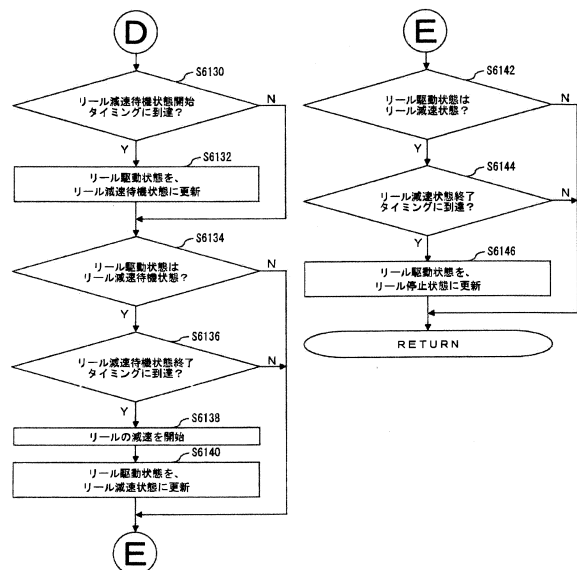 D
S6130
リール減速待機状態開始
タイミングに到達?
N
Y
S6132
リール駆動状態を、
リール減速待機状態に更新
S6134
リール駆動状態は
リール減速待機状態?
N
Y
S6136
リール減速待機状態終了
タイミングに到達?
N
Y
S6138
リールの減速を開始
S6140
リール駆動状態を、
リール減速状態に更新
E
E
S6142
リール駆動状態は
リール減速状態?
N
Y
S6144
リール減速状態終了
タイミングに到達?
N
Y
S6146
リール駆動状態を、
リール停止状態に更新
RETURN